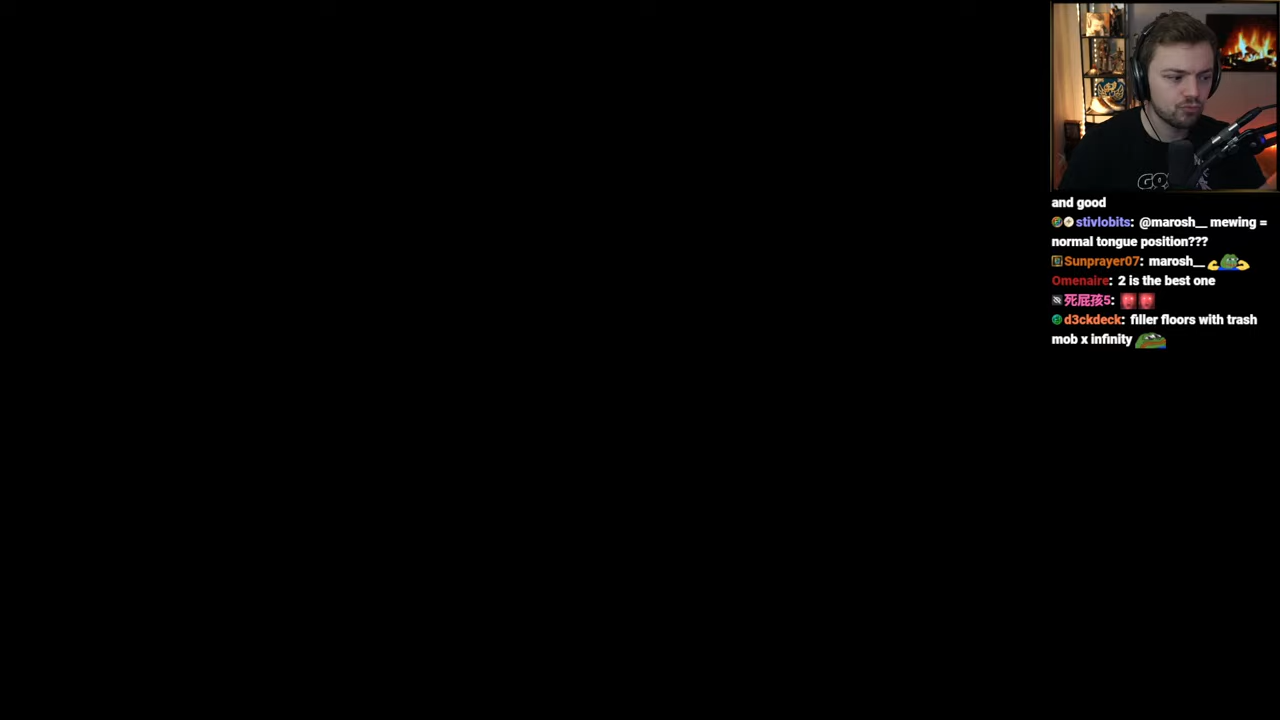 and good
stivlobits: @marosh__ mewing =
normal tongue position???
Sunprayer07: marosh__
Omenaire: 2 is the best one
死屁孩5:
d3ckdeck: filler floors with trash
mob x infinity